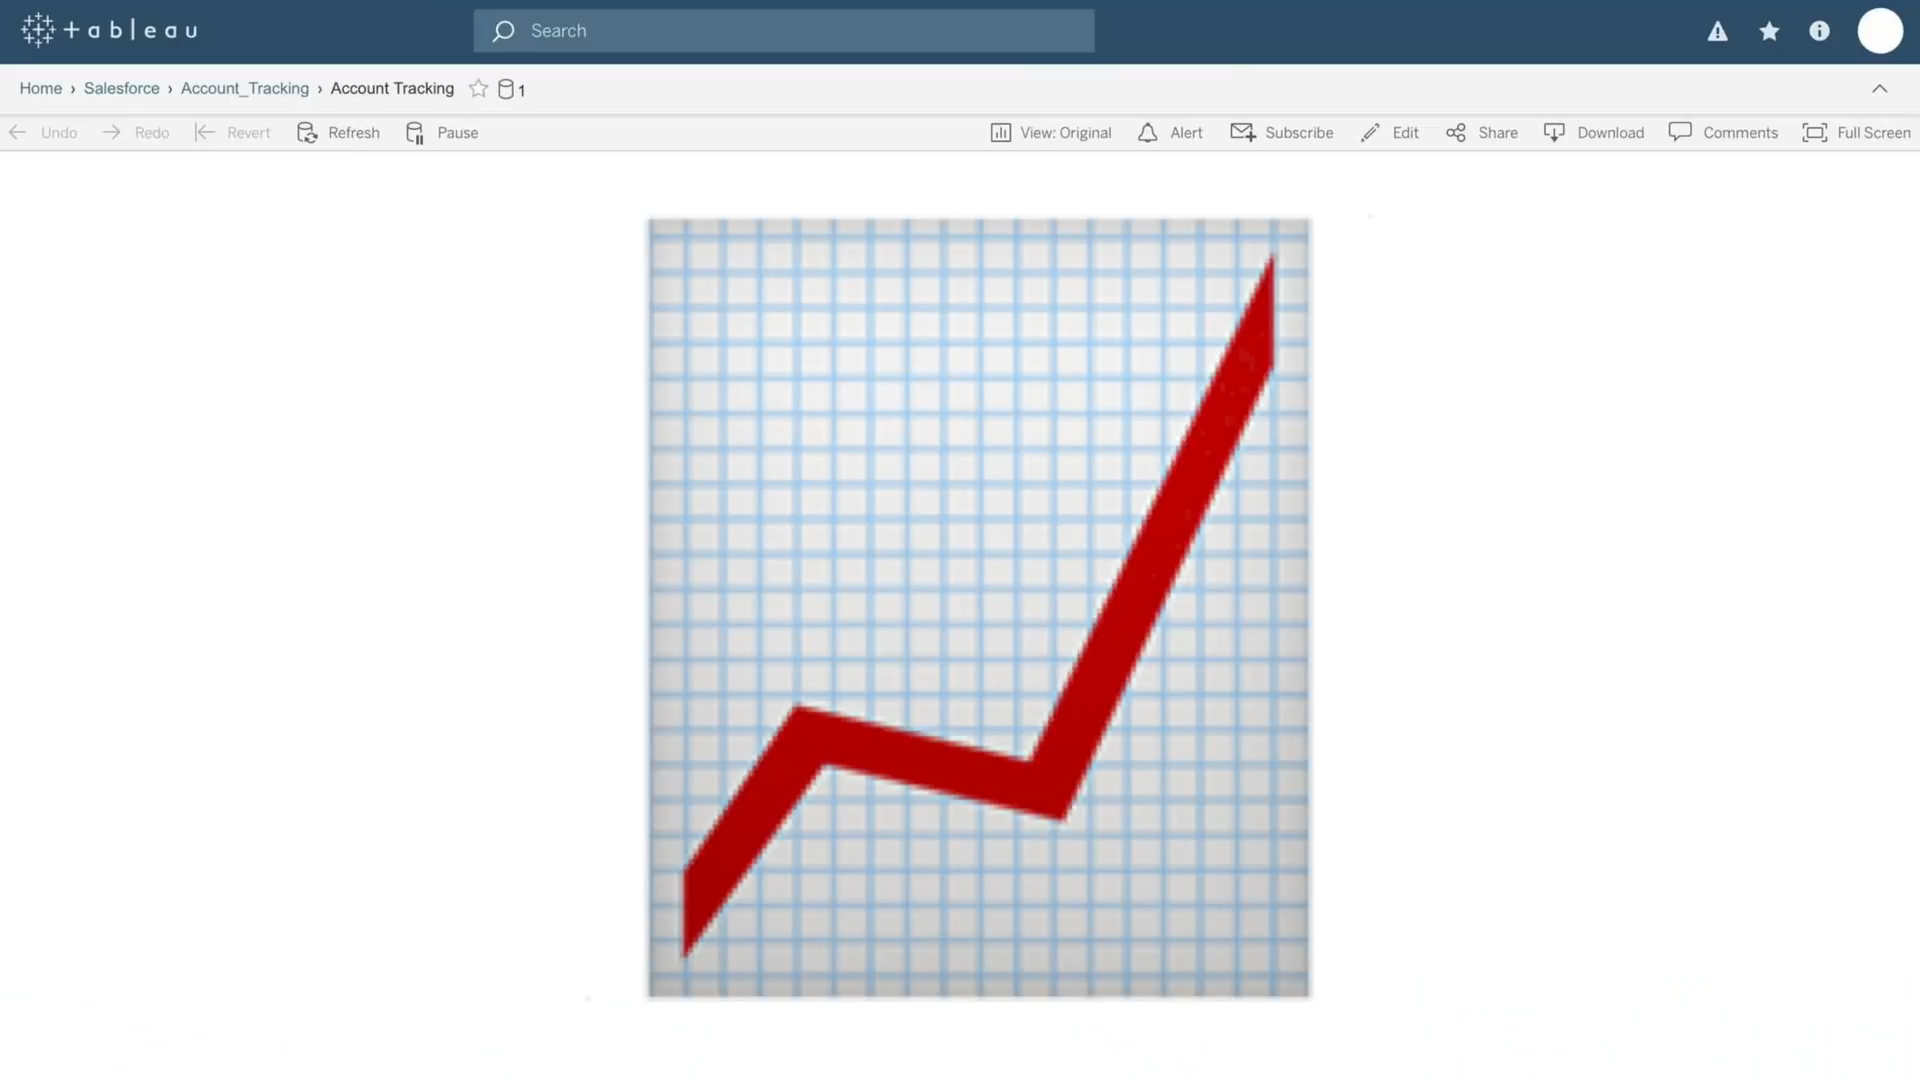 +ableau
Search
Home › Salesforce › Account_Tracking › Account Tracking 1
Undo Redo Revert Refresh Pause View: Original Alert Subscribe Edit Share Download Comments Full Screen